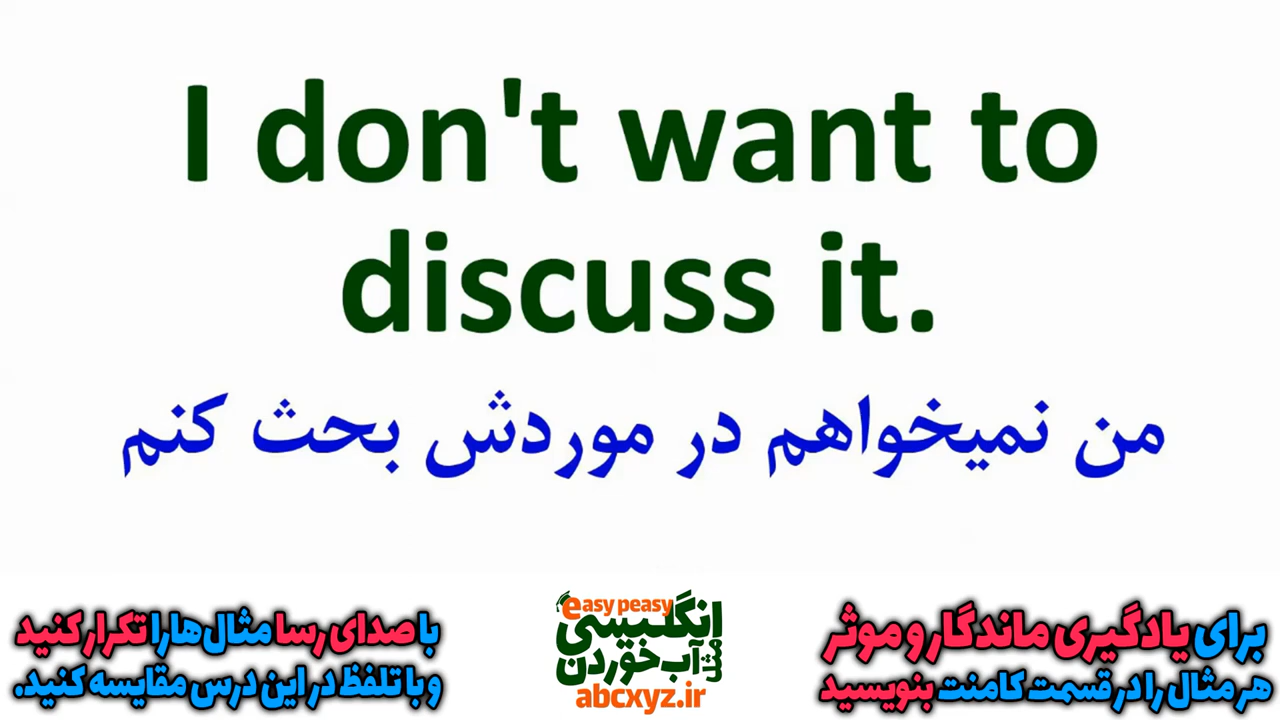 I don't want to
discuss it.
من نمیخواهم در موردش بحث کنم
برای یادگیری ماندگار و موثر
هر مثال را در قسمت کامنت بنویسید
easy peasy
انگلیسی
مثل آب خوردن
abcxyz.ir
با صدای رسا مثال‌ها را تکرار کنید
و با تلفظ در این درس مقایسه کنید.